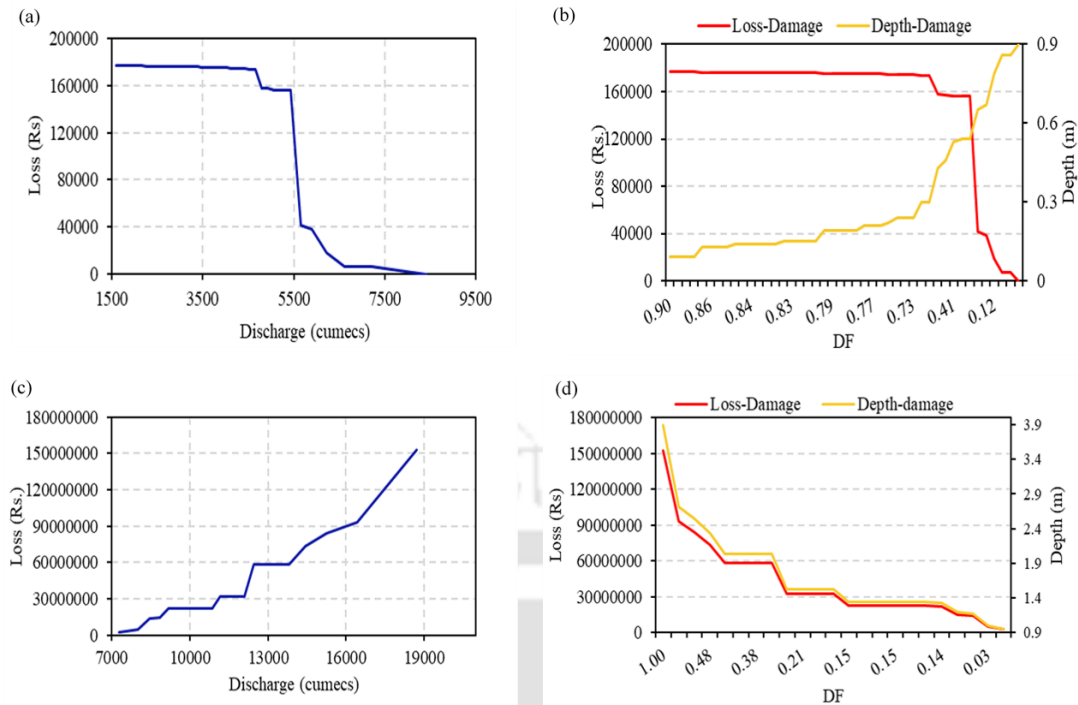 (a)
200000
160000
120000
80000
40000
0
Loss (Rs)
1500 3500 5500 7500 9500
Discharge (cumecs)
(b)
Loss-Damage Depth-Damage
200000
160000
120000
80000
40000
0
Loss (Rs.)
0.9
0.6
0.3
0
Depth (m)
0.90 0.86 0.84 0.83 0.79 0.77 0.73 0.41 0.12
DF
(c)
180000000
150000000
120000000
90000000
60000000
30000000
0
Loss (Rs.)
7000 10000 13000 16000 19000
Discharge (cumecs)
(d)
Loss-Damage Depth-damage
180000000
150000000
120000000
90000000
60000000
30000000
0
Loss (Rs.)
3.9
3.4
2.9
2.4
1.9
1.4
0.9
Depth (m)
1.00 0.48 0.38 0.21 0.15 0.15 0.14 0.03
DF